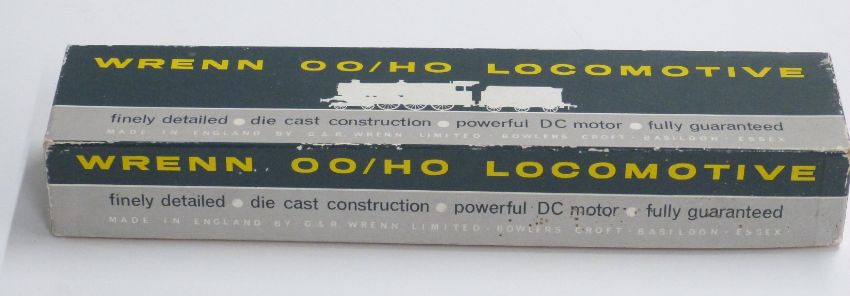 WRENN OO/HO LOCOMOTIVE
finely detailed • die cast construction • powerful DC motor • fully guaranteed
MADE IN ENGLAND BY G.&R. WRENN LIMITED · BOWLERS CROFT · BASILDON · ESSEX
WRENN OO/HO LOCOMOTIVE
finely detailed • die cast construction • powerful DC motor • fully guaranteed
MADE IN ENGLAND BY G.&R. WRENN LIMITED · BOWLERS CROFT · BASILDON · ESSEX